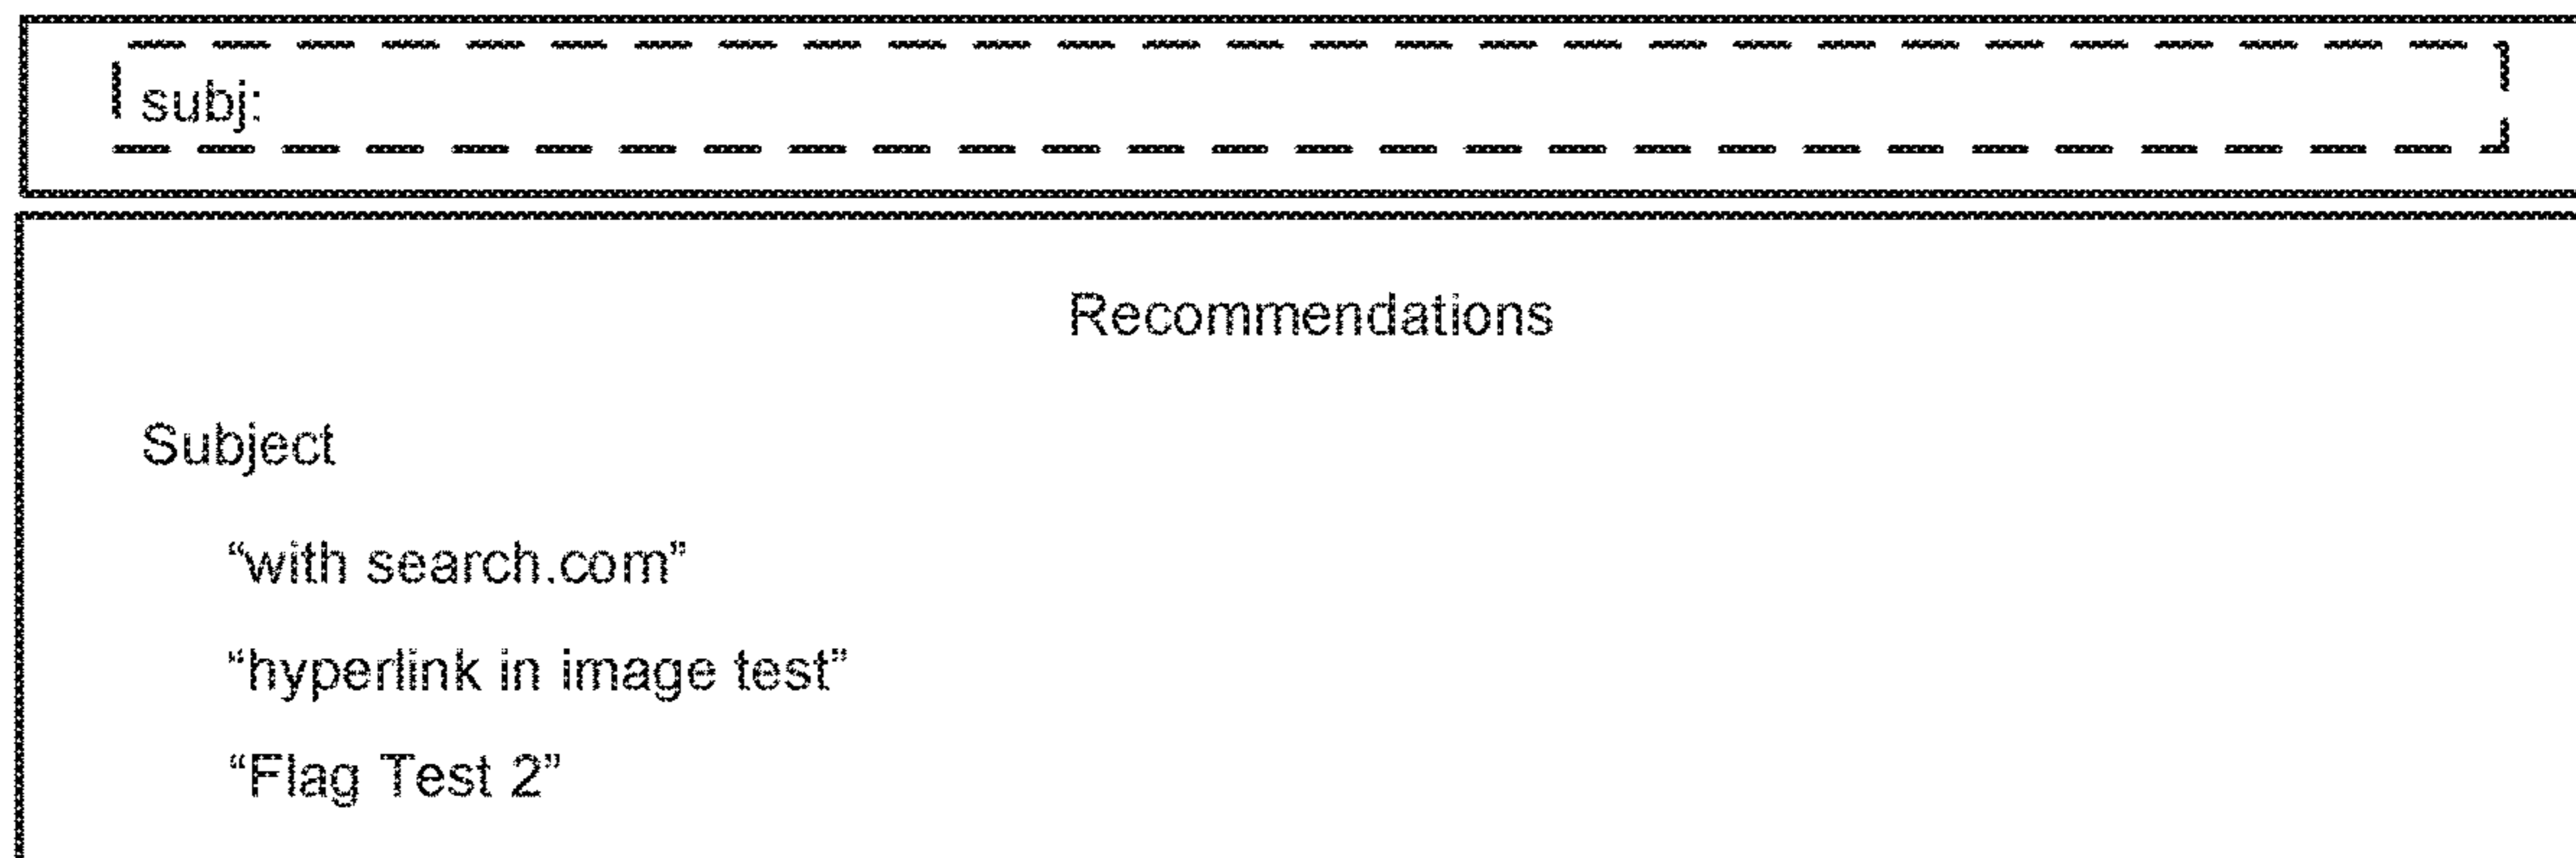 subj:
Recommendations
Subject
“with search.com”
“hyperlink in image test”
“Flag Test 2”